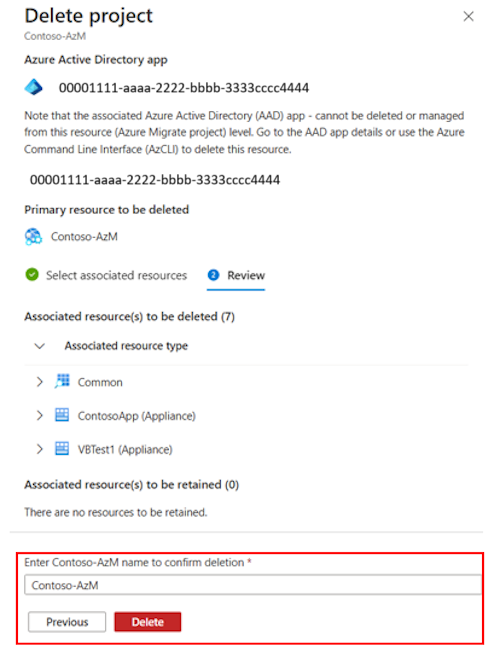 Delete project
Contoso-AzM
Azure Active Directory app
00001111-aaaa-2222-bbbb-3333cccc4444
Note that the associated Azure Active Directory (AAD) app - cannot be deleted or managed
from this resource (Azure Migrate project) level. Go to the AAD app details or use the Azure
Command Line Interface (AzCLI) to delete this resource.
00001111-aaaa-2222-bbbb-3333cccc4444
Primary resource to be deleted
Contoso-AzM
Select associated resources 2 Review
Associated resource(s) to be deleted (7)
Associated resource type
Common
ContosoApp (Appliance)
VBTest1 (Appliance)
Associated resource(s) to be retained (0)
There are no resources to be retained.
Enter Contoso-AzM name to confirm deletion *
Contoso-AzM
Previous Delete